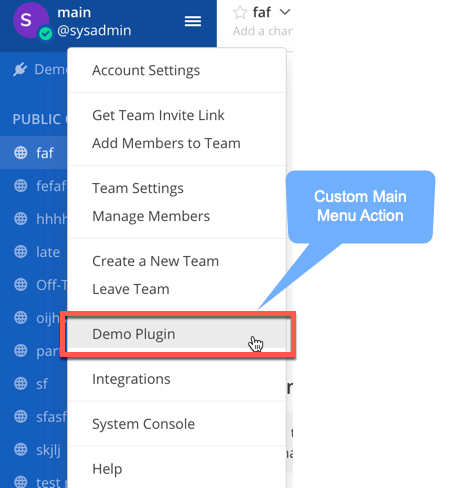 S
main
@sysadmin
faf
Add a char
Demo
Account Settings
Get Team Invite Link
Add Members to Team
Team Settings
Manage Members
Create a New Team
Leave Team
Demo Plugin
Integrations
System Console
Help
PUBLIC
faf
fefaf
hhhh
late
Off-T
oijh
par
sf
sfasf
skjlj
test
Custom Main
Menu Action